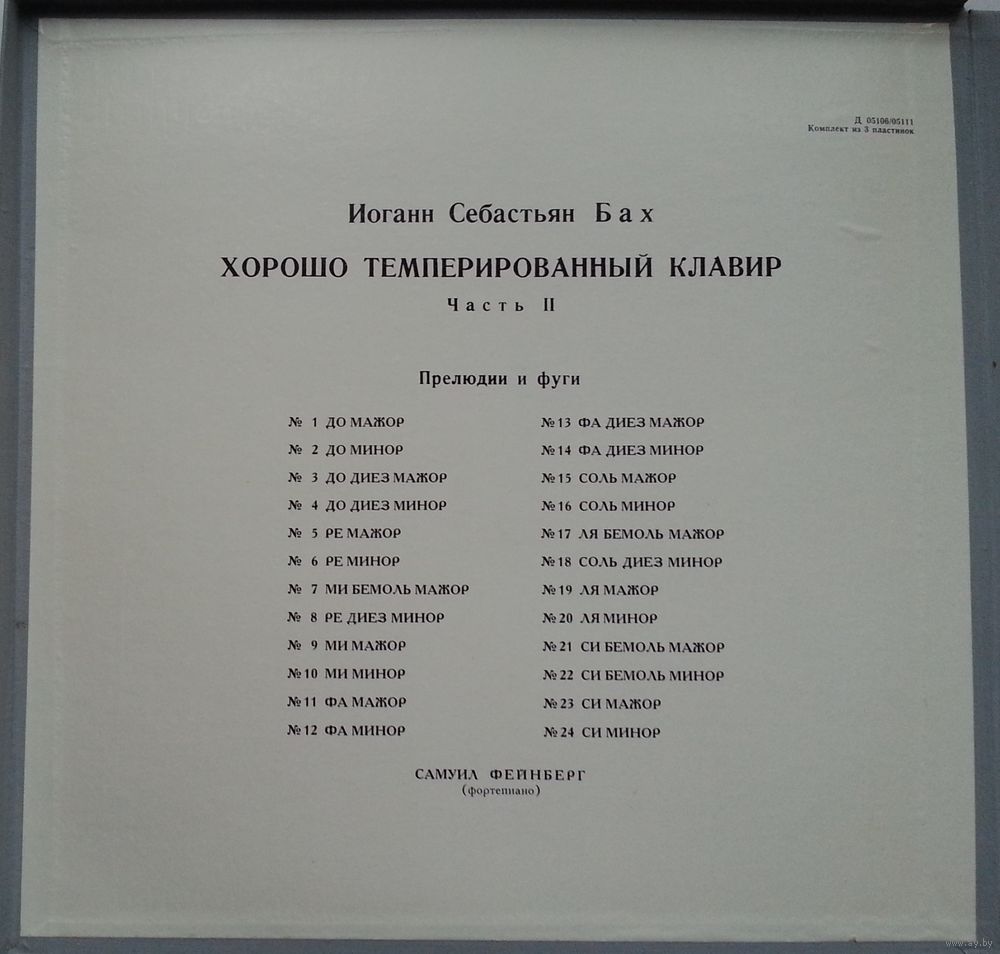 Д 05106/05111
Комплект из 3 пластинок
Иоганн Себастьян Бах
ХОРОШО ТЕМПЕРИРОВАННЫЙ КЛАВИР
Часть II
Прелюдии и фуги
№ 1 ДО МАЖОР
№ 2 ДО МИНОР
№ 3 ДО ДИЕЗ МАЖОР
№ 4 ДО ДИЕЗ МИНОР
№ 5 РЕ МАЖОР
№ 6 РЕ МИНОР
№ 7 МИ БЕМОЛЬ МАЖОР
№ 8 РЕ ДИЕЗ МИНОР
№ 9 МИ МАЖОР
№ 10 МИ МИНОР
№ 11 ФА МАЖОР
№ 12 ФА МИНОР
№ 13 ФА ДИЕЗ МАЖОР
№ 14 ФА ДИЕЗ МИНОР
№ 15 СОЛЬ МАЖОР
№ 16 СОЛЬ МИНОР
№ 17 ЛЯ БЕМОЛЬ МАЖОР
№ 18 СОЛЬ ДИЕЗ МИНОР
№ 19 ЛЯ МАЖОР
№ 20 ЛЯ МИНОР
№ 21 СИ БЕМОЛЬ МАЖОР
№ 22 СИ БЕМОЛЬ МИНОР
№ 23 СИ МАЖОР
№ 24 СИ МИНОР
САМУИЛ ФЕЙНБЕРГ
(фортепиано)
www.ay.by